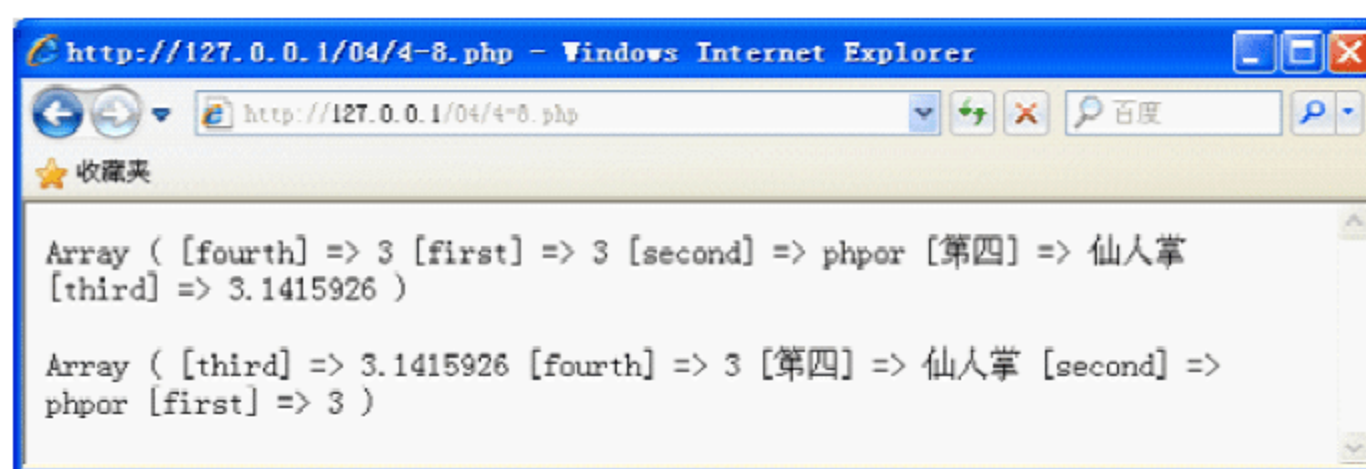 http://127.0.0.1/04/4-8.php - Windows Internet Explorer
http://127.0.0.1/04/4-8.php
百度
收藏夹
Array ( [fourth] => 3 [first] => 3 [second] => phpor [第四] => 仙人掌
[third] => 3.1415926 )
Array ( [third] => 3.1415926 [fourth] => 3 [第四] => 仙人掌 [second] =>
phpor [first] => 3 )